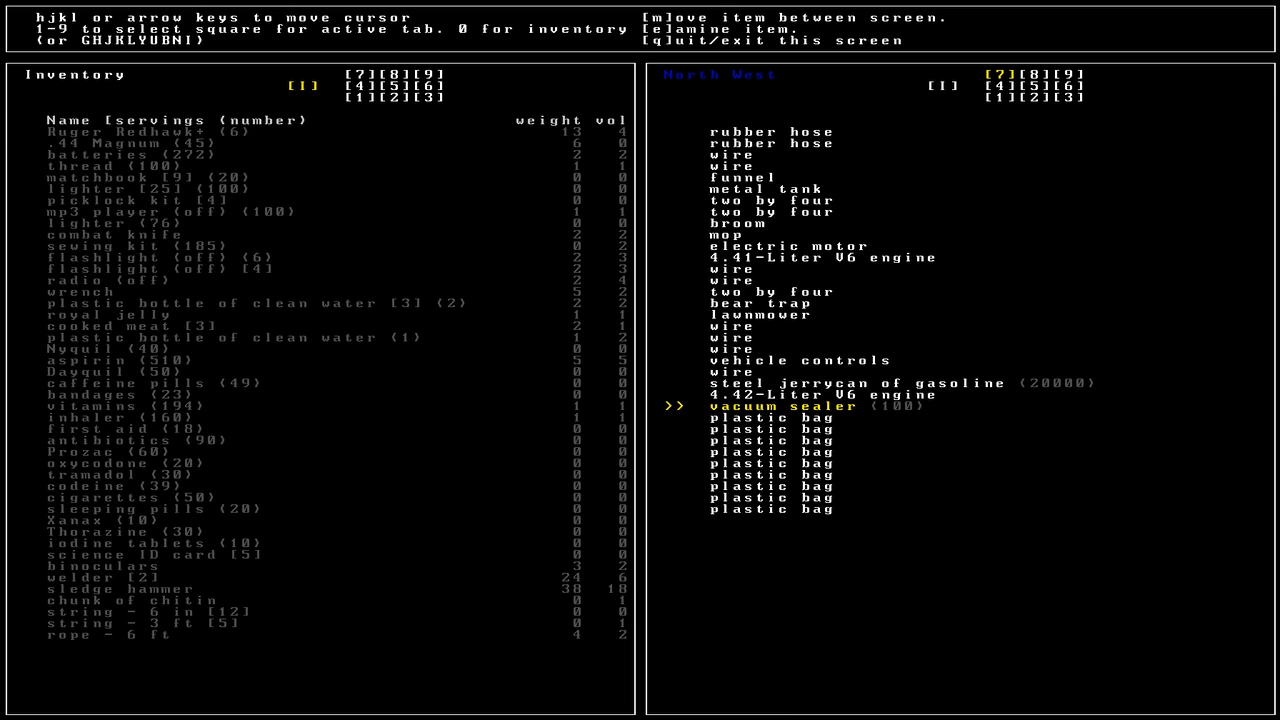 hjkl or arrow keys to move cursor [m]ove item between screen.
1-9 to select square for active tab. 0 for inventory [e]amine item.
(or GHJKLYUBNI) [q]uit/exit this screen
Inventory [7][8][9]
[I] [4][5][6]
[1][2][3]
Name [servings (number) weight vol
Ruger Redhawk+ (6) 13 4
.44 Magnum (45) 6 0
batteries (272) 2 2
thread (100) 1 1
matchbook [9] (20) 0 0
lighter [25] (100) 0 0
picklock kit [4] 0 0
mp3 player (off) (100) 1 1
lighter (76) 0 0
combat knife 2 2
sewing kit (185) 0 2
flashlight (off) (6) 2 3
flashlight (off) [4] 2 3
radio (off) 2 4
wrench 5 2
plastic bottle of clean water [3] (2) 2 2
royal jelly 1 1
cooked meat [3] 2 1
plastic bottle of clean water (1) 1 2
Nyquil (40) 0 0
aspirin (510) 5 5
Dayquil (50) 0 0
caffeine pills (49) 0 0
bandages (23) 0 0
vitamins (194) 1 1
inhaler (160) 1 1
first aid (18) 0 0
antibiotics (90) 0 0
Prozac (60) 0 0
oxycodone (20) 0 0
tramadol (30) 0 0
codeine (39) 0 0
cigarettes (50) 0 0
sleeping pills (20) 0 0
Xanax (10) 0 0
Thorazine (30) 0 0
iodine tablets (10) 0 0
science ID card [5] 0 0
binoculars 3 2
welder [2] 24 6
sledge hammer 38 18
chunk of chitin 0 1
string - 6 in [12] 0 0
string - 3 ft [5] 0 1
rope - 6 ft 4 2
North West [7][8][9]
[I] [4][5][6]
[1][2][3]
rubber hose
rubber hose
wire
wire
funnel
metal tank
two by four
two by four
broom
mop
electric motor
4.41-Liter V6 engine
wire
wire
two by four
bear trap
lawnmower
wire
wire
wire
vehicle controls
wire
steel jerrycan of gasoline (20000)
4.42-Liter V6 engine
>> vacuum sealer (100)
plastic bag
plastic bag
plastic bag
plastic bag
plastic bag
plastic bag
plastic bag
plastic bag
plastic bag